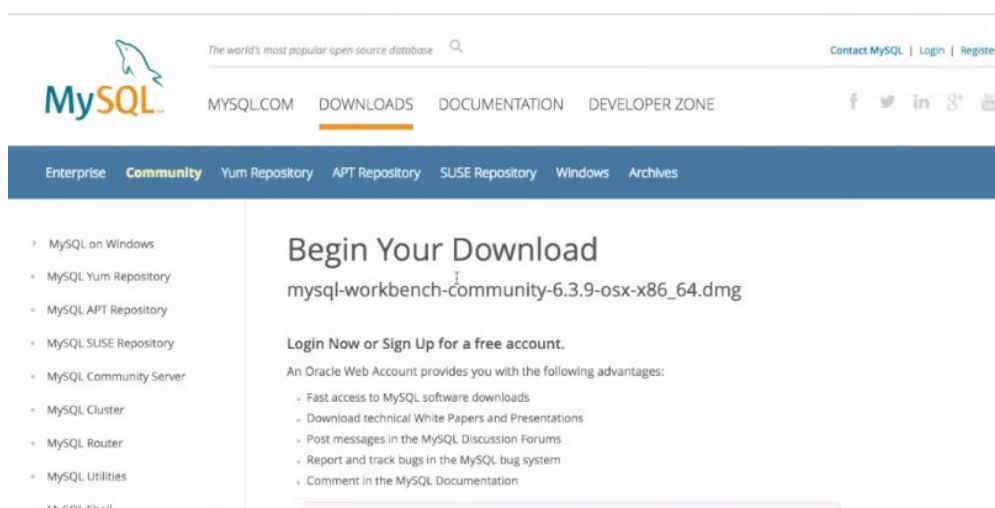 The world's most popular open source database
Contact MySQL | Login | Register
MySQL
MYSQL.COM DOWNLOADS DOCUMENTATION DEVELOPER ZONE
Enterprise Community Yum Repository APT Repository SUSE Repository Windows Archives
MySQL on Windows
MySQL Yum Repository
MySQL APT Repository
MySQL SUSE Repository
MySQL Community Server
MySQL Cluster
MySQL Router
MySQL Utilities
Begin Your Download
mysql-workbench-community-6.3.9-osx-x86_64.dmg
Login Now or Sign Up for a free account.
An Oracle Web Account provides you with the following advantages:
Fast access to MySQL software downloads
Download technical White Papers and Presentations
Post messages in the MySQL Discussion Forums
Report and track bugs in the MySQL bug system
Comment in the MySQL Documentation